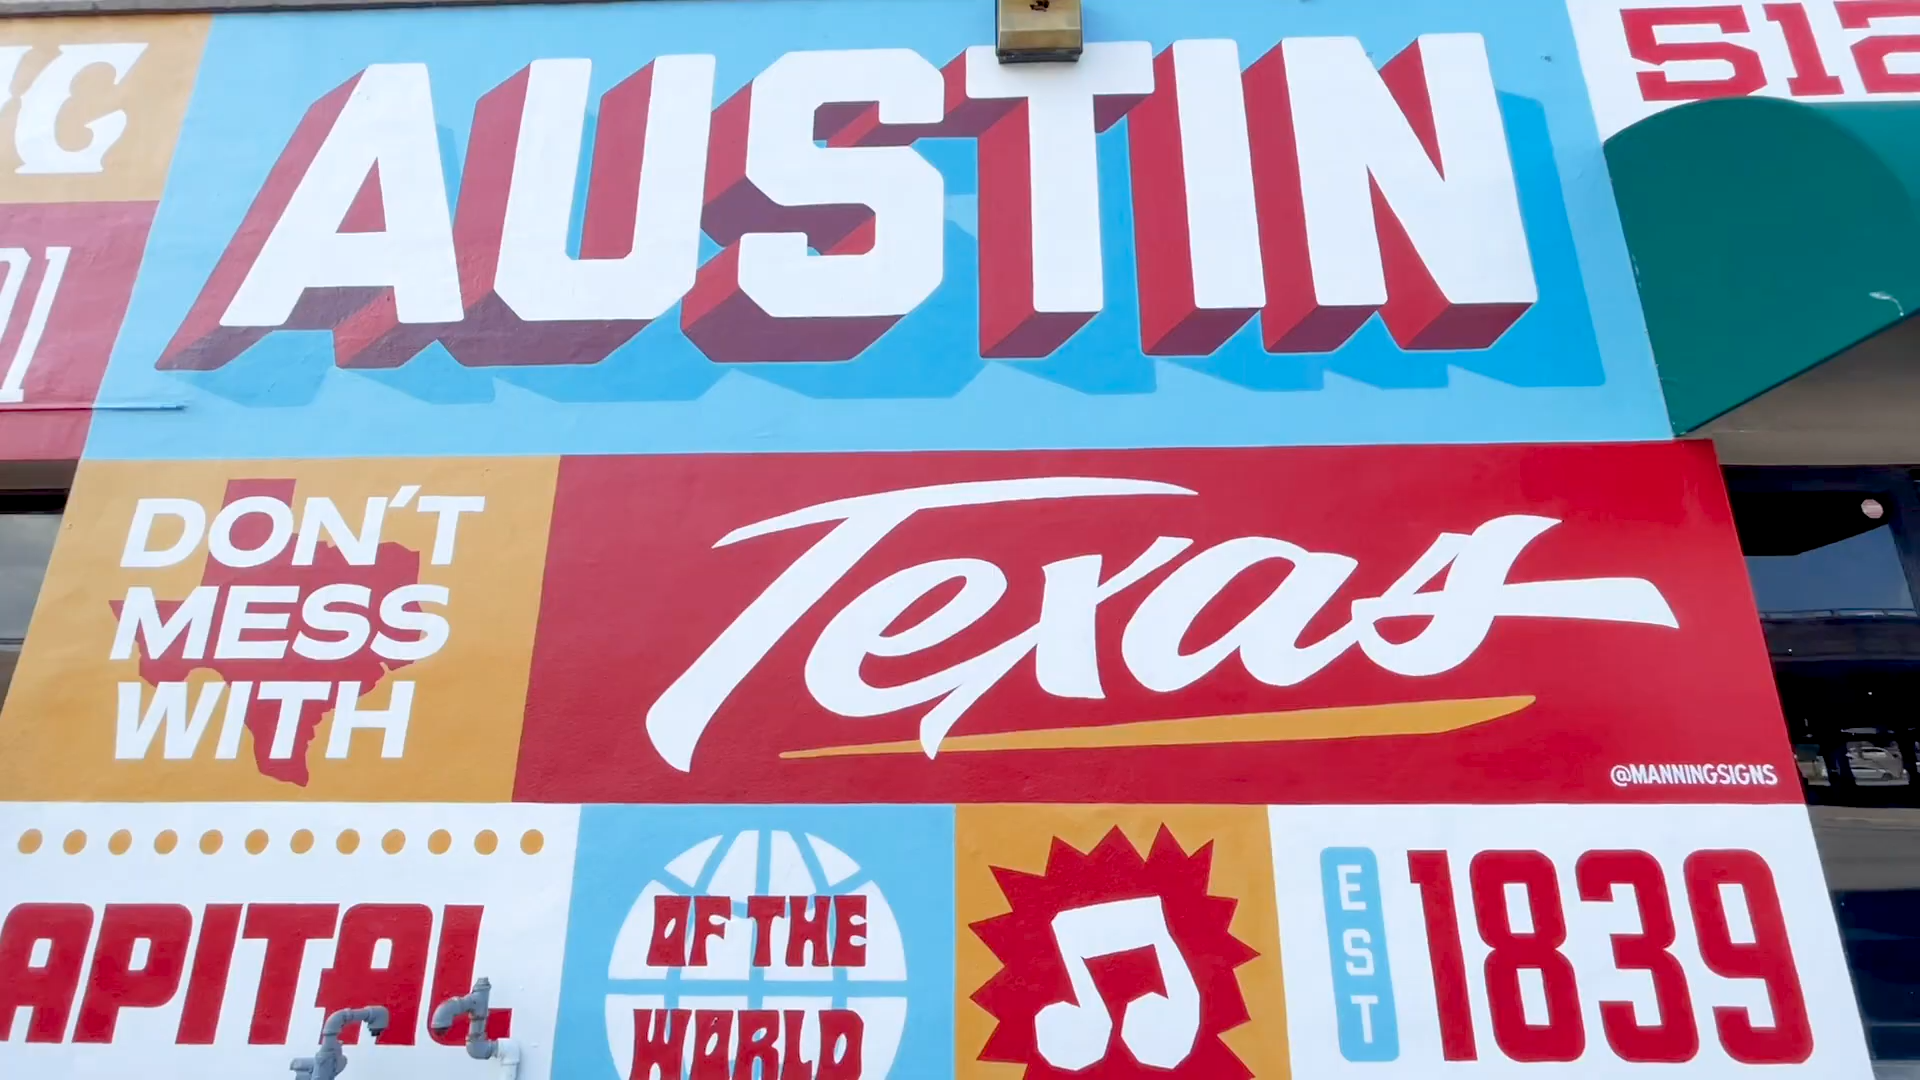 AUSTIN
512
DON'T
MESS
WITH
Texas
@MANNINGSIGNS
APITAL
OF THE
WORLD
EST
1839